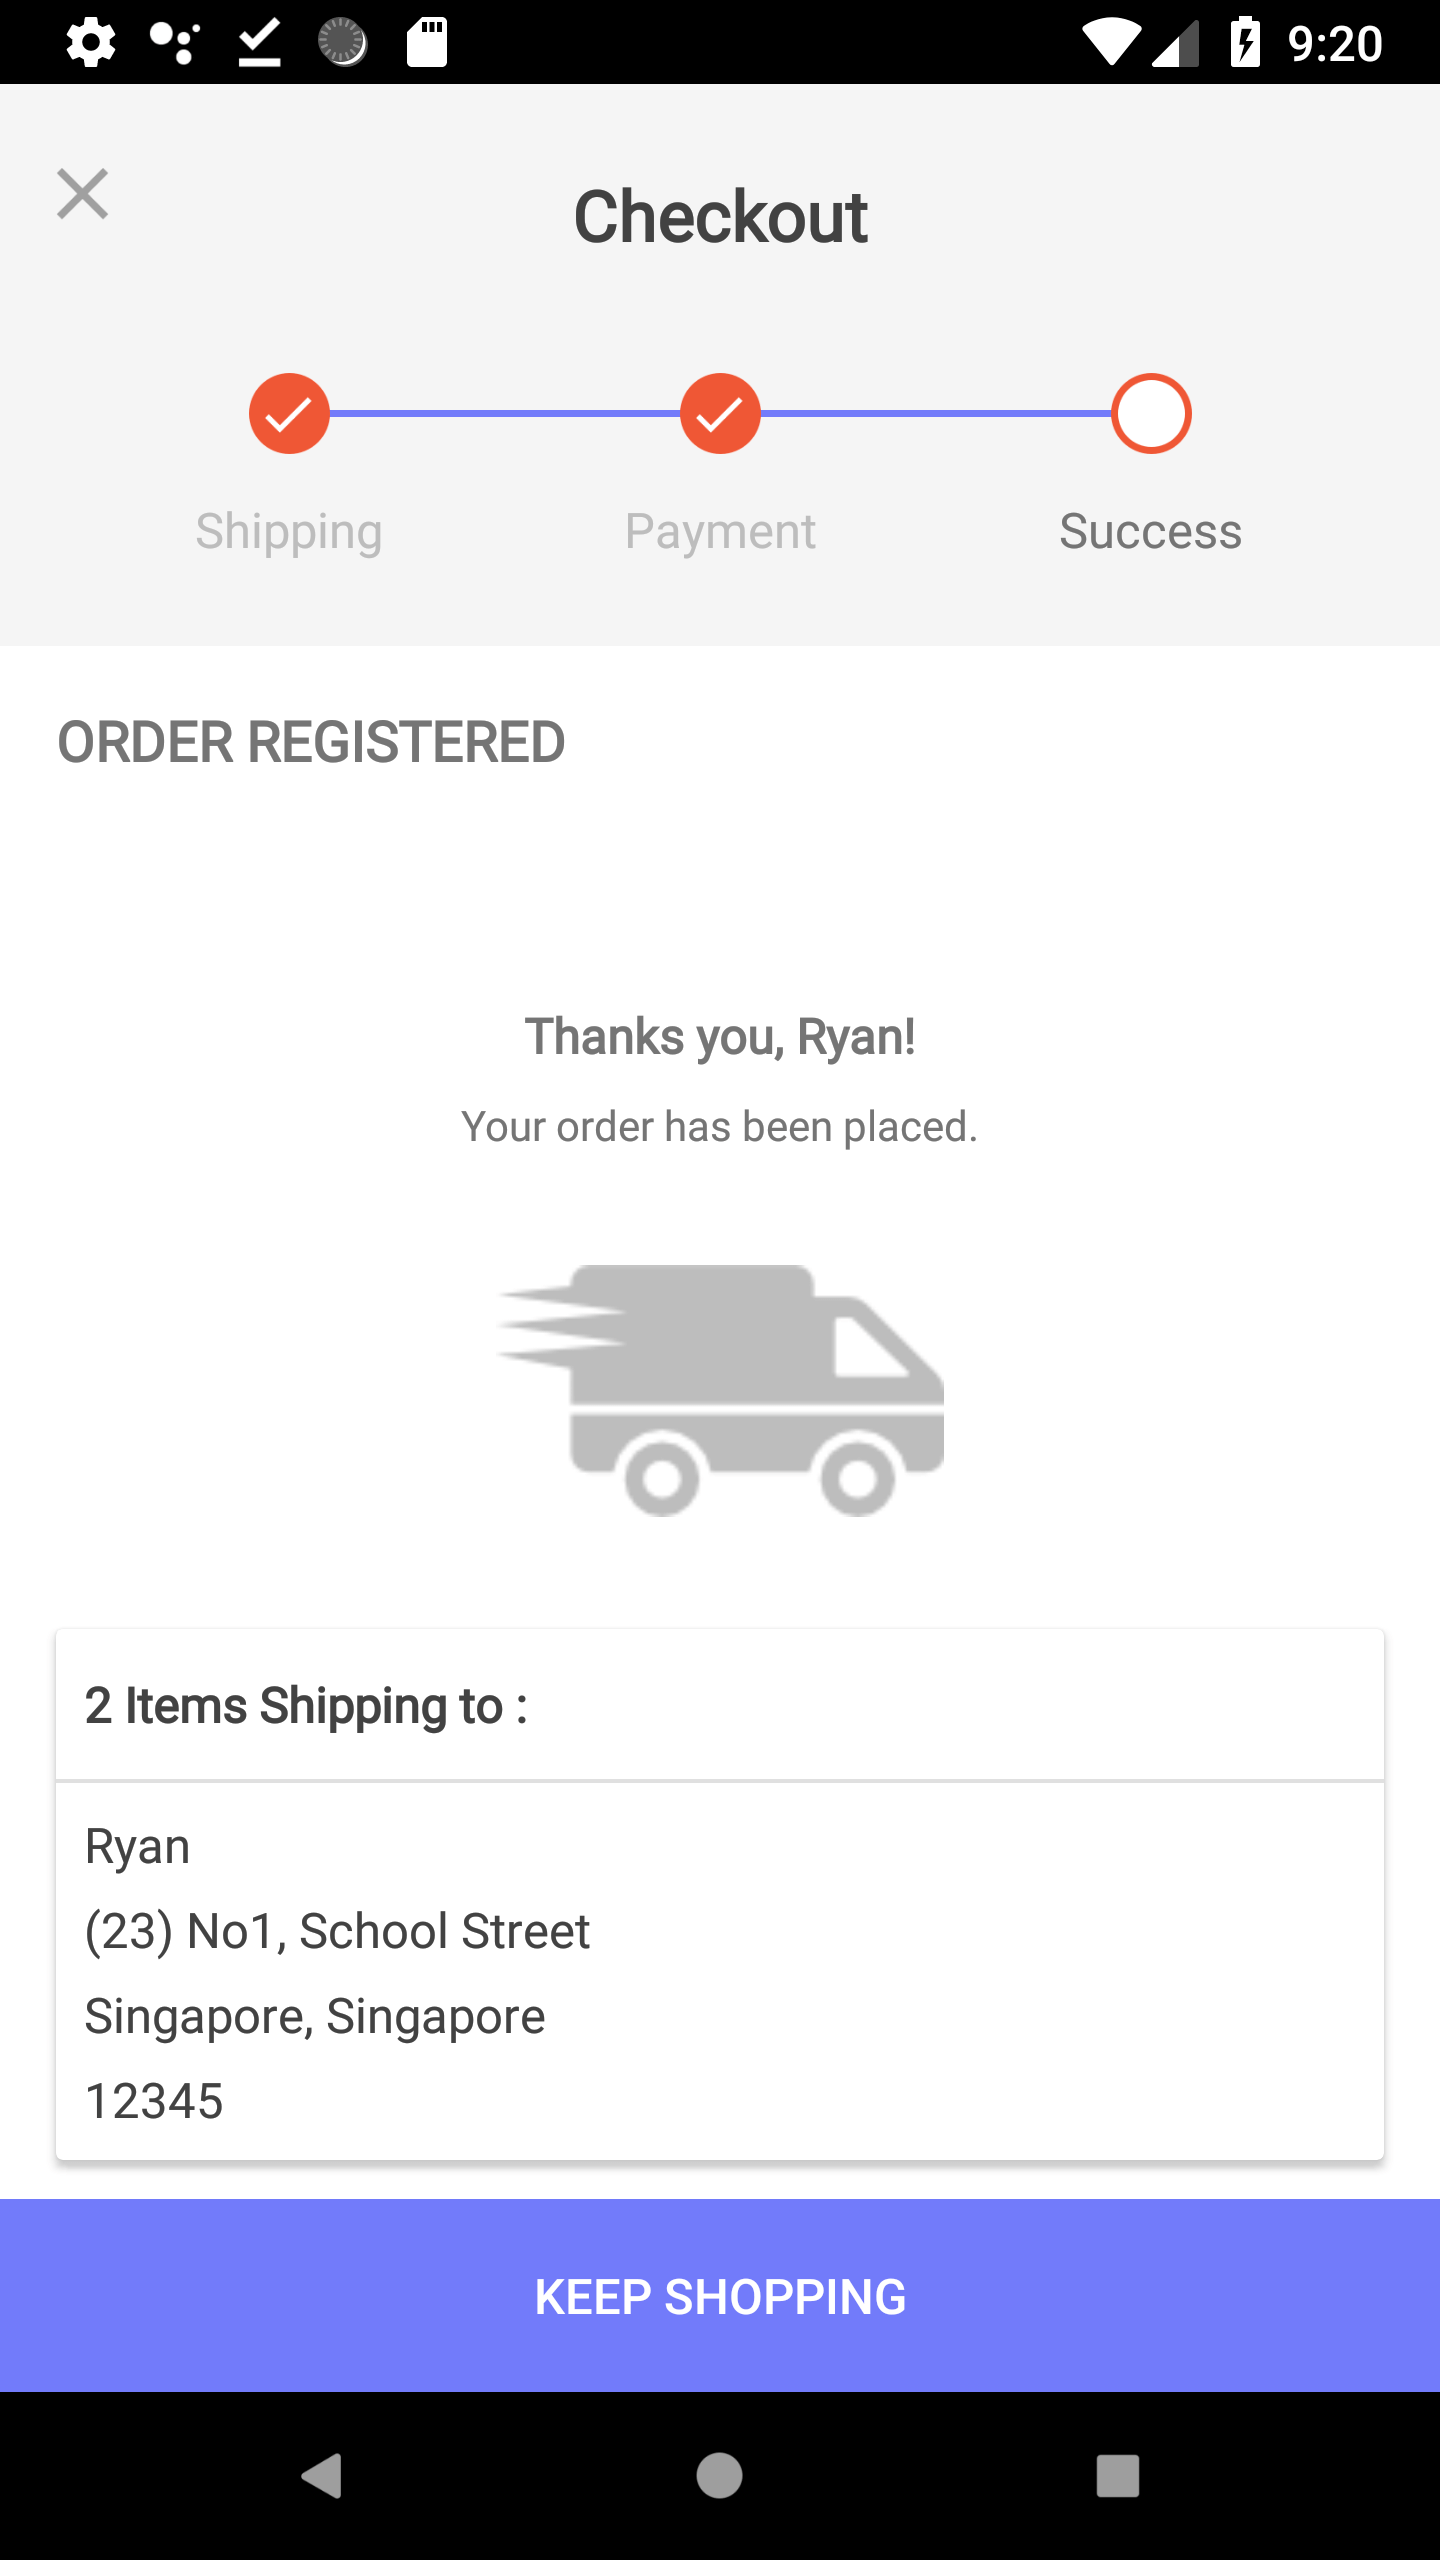 9:20
Checkout
Shipping Payment Success
ORDER REGISTERED
Thanks you, Ryan!
Your order has been placed.
2 Items Shipping to :
Ryan
(23) No1, School Street
Singapore, Singapore
12345
KEEP SHOPPING